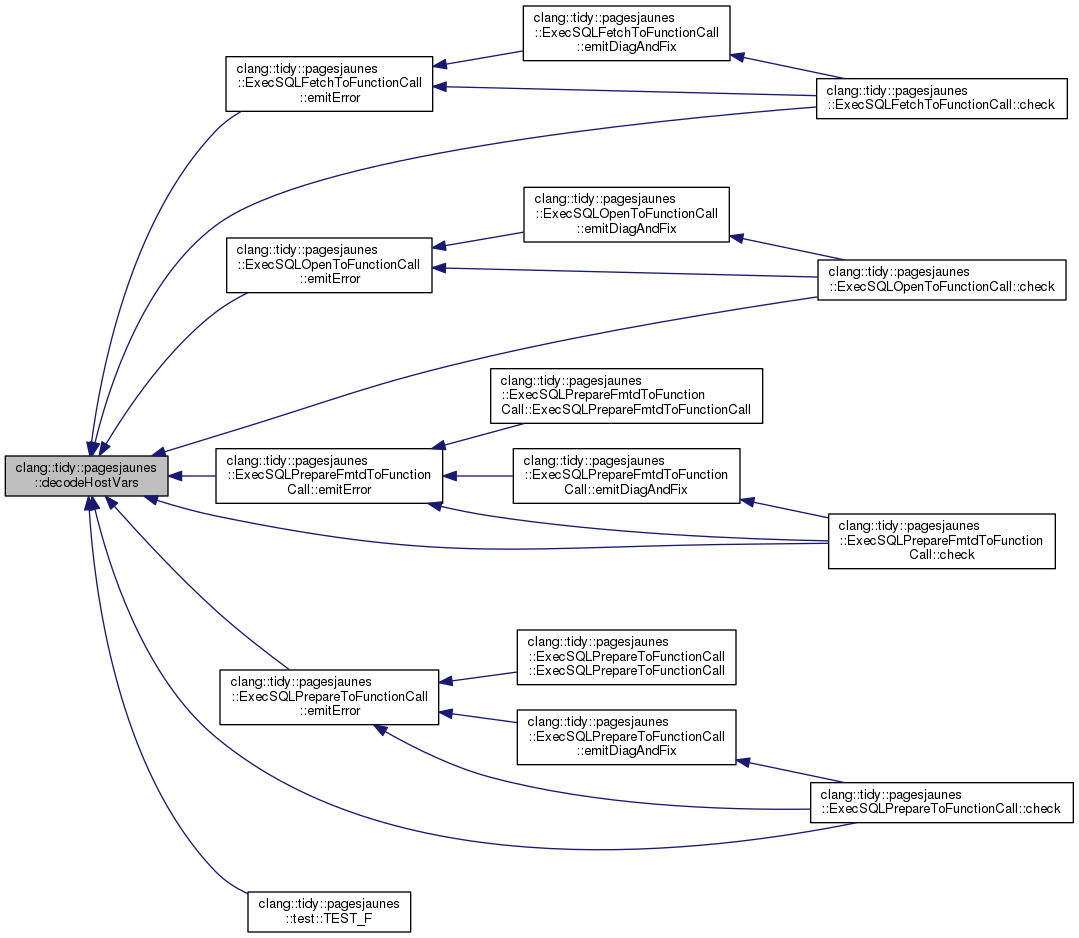 clang::tidy::pagesjaunes
::ExecSQLFetchToFunctionCall
::emitDiagAndFix
clang::tidy::pagesjaunes
::ExecSQLFetchToFunctionCall
::emitError
clang::tidy::pagesjaunes
::ExecSQLFetchToFunctionCall::check
clang::tidy::pagesjaunes
::ExecSQLOpenToFunctionCall
::emitDiagAndFix
clang::tidy::pagesjaunes
::ExecSQLOpenToFunctionCall
::emitError
clang::tidy::pagesjaunes
::ExecSQLOpenToFunctionCall::check
clang::tidy::pagesjaunes
::ExecSQLPrepareFmtdToFunction
Call::ExecSQLPrepareFmtdToFunctionCall
clang::tidy::pagesjaunes
::decodeHostVars
clang::tidy::pagesjaunes
::ExecSQLPrepareFmtdToFunction
Call::emitError
clang::tidy::pagesjaunes
::ExecSQLPrepareFmtdToFunction
Call::emitDiagAndFix
clang::tidy::pagesjaunes
::ExecSQLPrepareFmtdToFunction
Call::check
clang::tidy::pagesjaunes
::ExecSQLPrepareToFunctionCall
::ExecSQLPrepareToFunctionCall
clang::tidy::pagesjaunes
::ExecSQLPrepareToFunctionCall
::emitError
clang::tidy::pagesjaunes
::ExecSQLPrepareToFunctionCall
::emitDiagAndFix
clang::tidy::pagesjaunes
::ExecSQLPrepareToFunctionCall::check
clang::tidy::pagesjaunes
::test::TEST_F